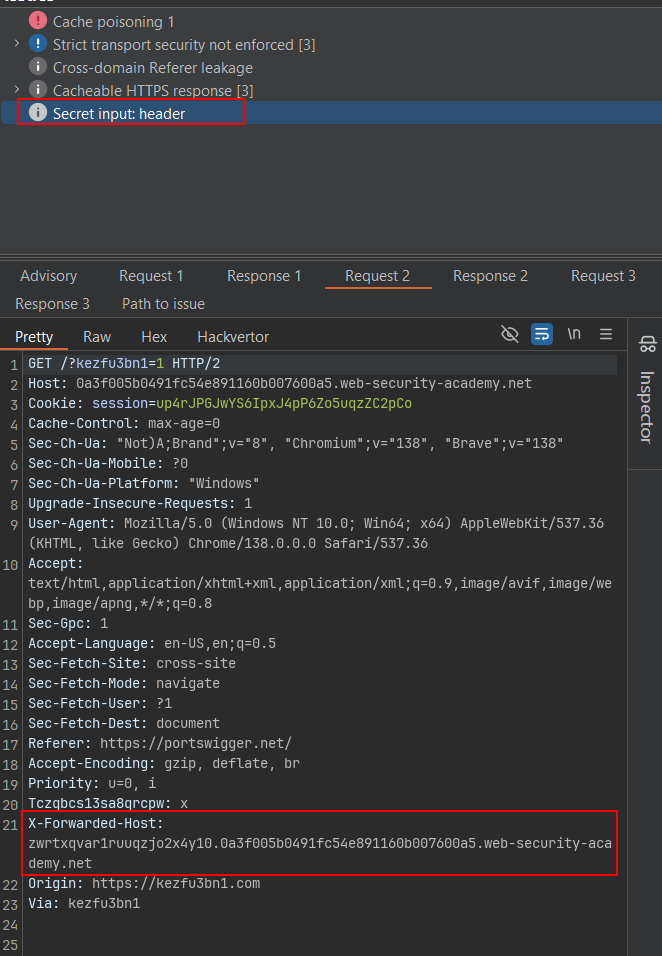 Cache poisoning 1
Strict transport security not enforced [3]
Cross-domain Referer leakage
Cacheable HTTPS response [3]
Secret input: header
Advisory Request 1 Response 1 Request 2 Response 2 Request 3
Response 3 Path to issue
Pretty Raw Hex Hackvertor \n
Inspector
1 GET /?kezfu3bn1=1 HTTP/2
2 Host: 0a3f005b0491fc54e891160b007600a5.web-security-academy.net
3 Cookie: session=up4rJPGJwYS6IpxJ4pP6Zo5uqzZC2pCo
4 Cache-Control: max-age=0
5 Sec-Ch-Ua: "Not)A;Brand";v="8", "Chromium";v="138", "Brave";v="138"
6 Sec-Ch-Ua-Mobile: ?0
7 Sec-Ch-Ua-Platform: "Windows"
8 Upgrade-Insecure-Requests: 1
9 User-Agent: Mozilla/5.0 (Windows NT 10.0; Win64; x64) AppleWebKit/537.36
(KHTML, like Gecko) Chrome/138.0.0.0 Safari/537.36
10 Accept:
text/html,application/xhtml+xml,application/xml;q=0.9,image/avif,image/we
bp,image/apng,*/*;q=0.8
11 Sec-Gpc: 1
12 Accept-Language: en-US,en;q=0.5
13 Sec-Fetch-Site: cross-site
14 Sec-Fetch-Mode: navigate
15 Sec-Fetch-User: ?1
16 Sec-Fetch-Dest: document
17 Referer: https://portswigger.net/
18 Accept-Encoding: gzip, deflate, br
19 Priority: u=0, i
20 Tczqbcs13sa8qrcpw: x
21 X-Forwarded-Host:
zwrtxqvar1ruuqzjo2x4y10.0a3f005b0491fc54e891160b007600a5.web-security-aca
demy.net
22 Origin: https://kezfu3bn1.com
23 Via: kezfu3bn1
24
25